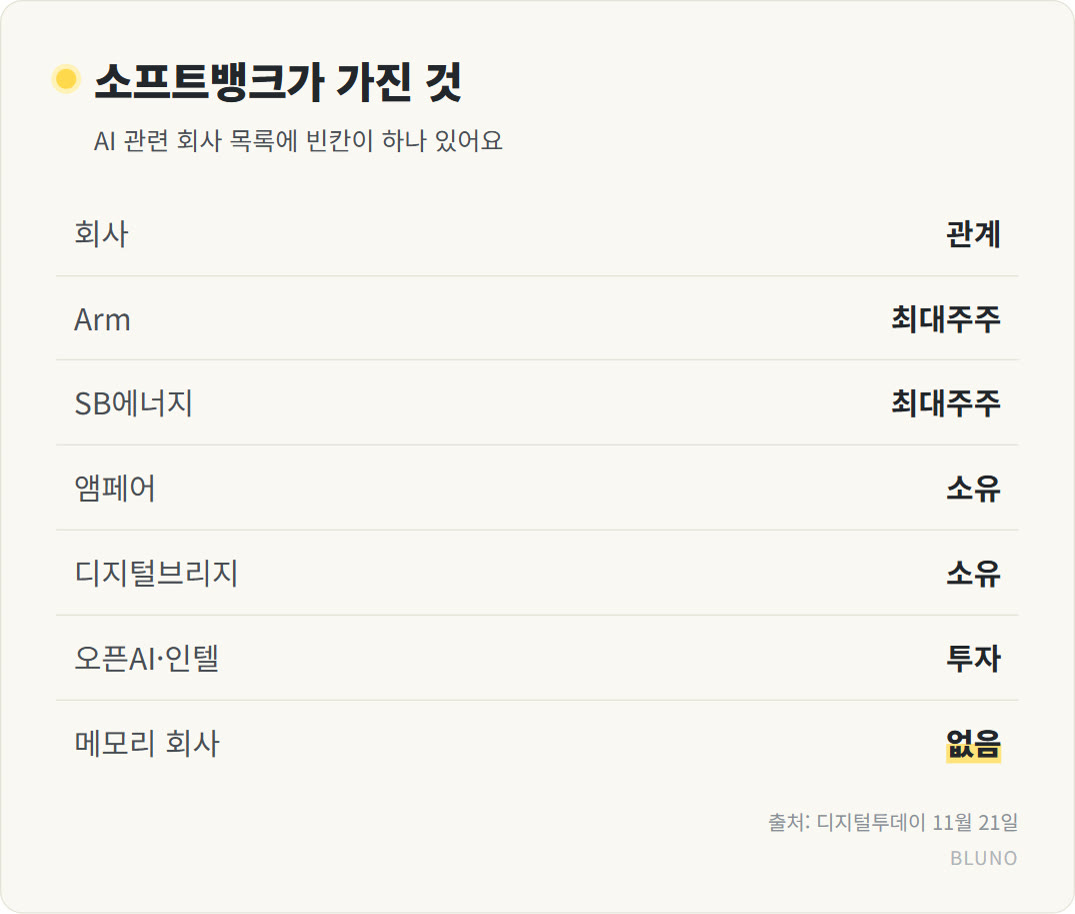 소프트뱅크가 가진 것
AI 관련 회사 목록에 빈칸이 하나 있어요
회사 관계
Arm 최대주주
SB에너지 최대주주
앰페어 소유
디지털브리지 소유
오픈AI·인텔 투자
메모리 회사 없음
출처: 디지털투데이 11월 21일
BLUNO